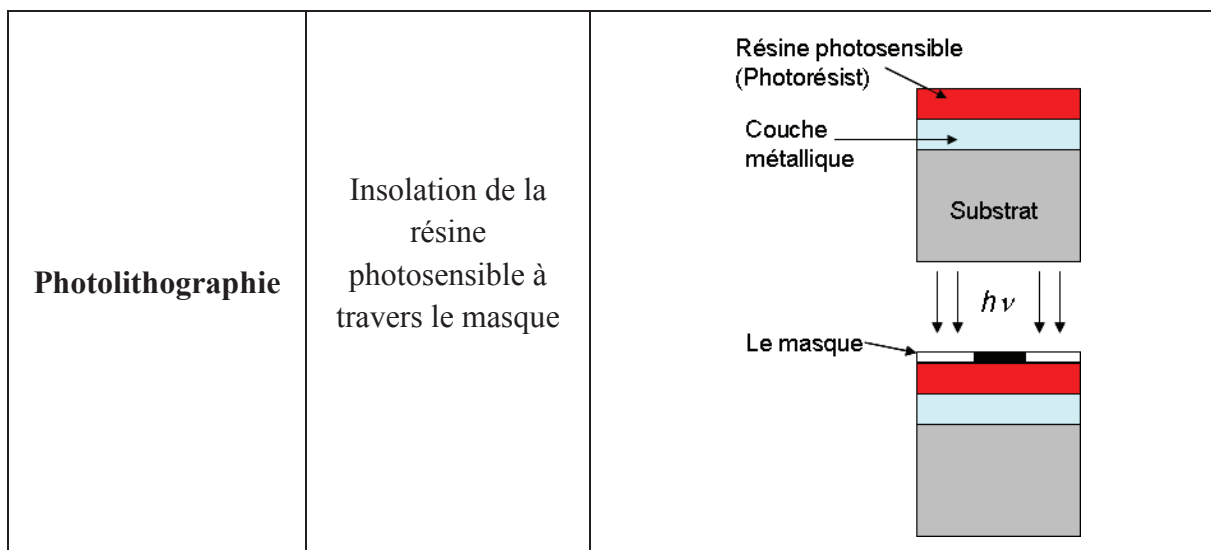 Photolithographie
Insolation de la
résine
photosensible à
travers le masque
Résine photosensible
(Photorésist)
Couche
métallique
Substrat
hν
Le masque